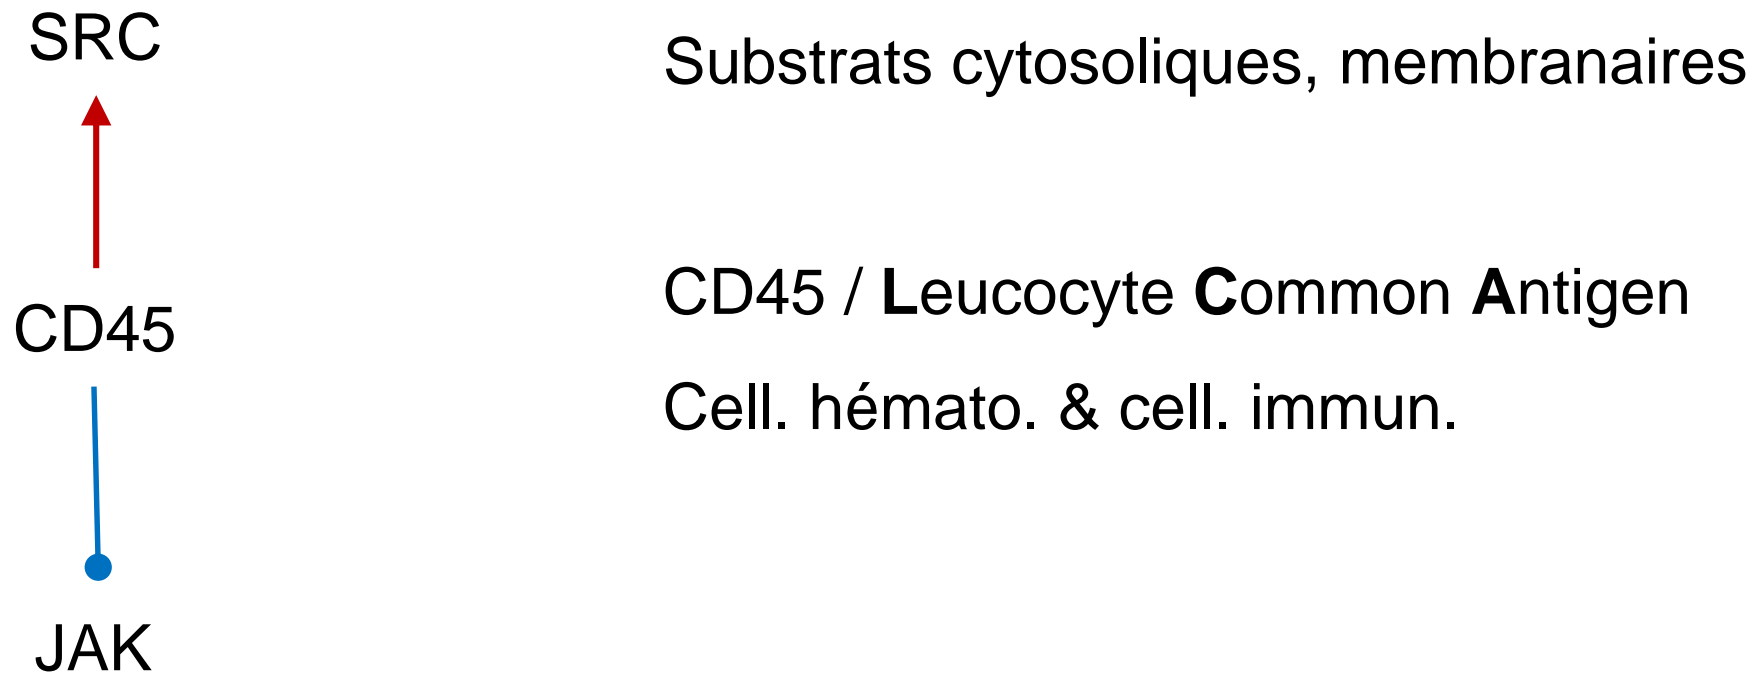 SRC
Substrats cytosoliques, membranaires
CD45 / Leucocyte Common Antigen
CD45
Cell. hémato. & cell. immun.
JAK